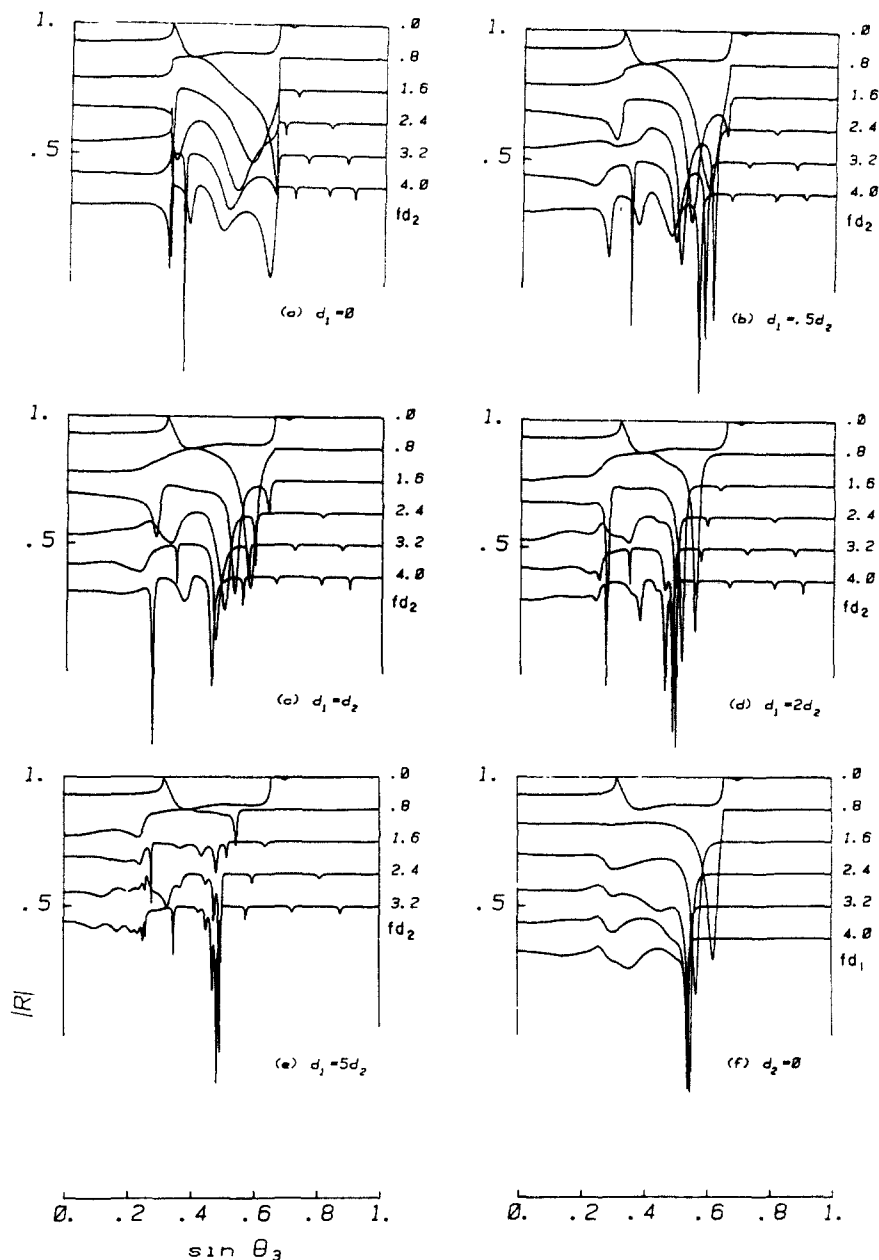 1.
.5
.0
.8
1.6
2.4
3.2
4.0
fd₂
(a) d₁=0
1.
.5
.0
.8
1.6
2.4
3.2
4.0
fd₂
(b) d₁=.5d₂
1.
.5
.0
.8
1.6
2.4
3.2
4.0
fd₂
(c) d₁=d₂
1.
.5
.0
.8
1.6
2.4
3.2
4.0
fd₂
(d) d₁=2d₂
1.
.5
.0
.8
1.6
2.4
3.2
fd₂
|R|
(e) d₁=5d₂
1.
.5
.0
.8
1.6
2.4
3.2
4.0
fd₁
(f) d₂=0
0. .2 .4 .6 .8 1.
sin θ₃
0. .2 .4 .6 .8 1.